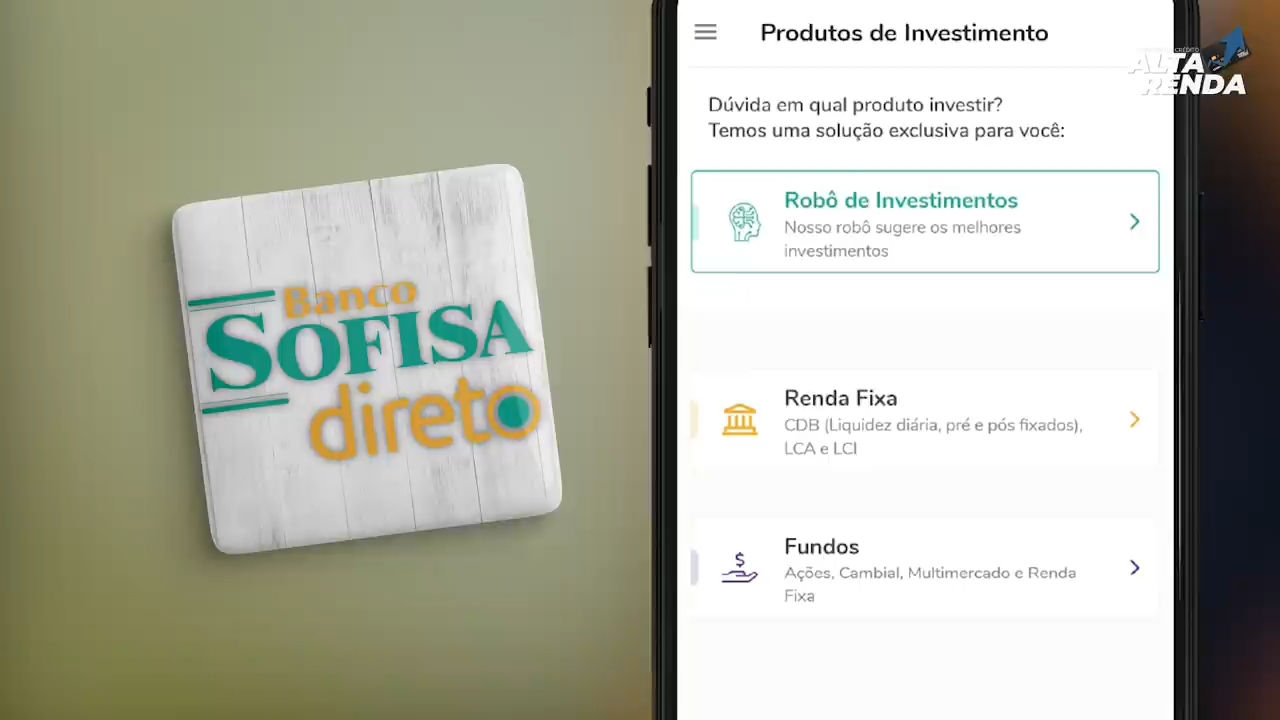 Banco
SOFISA
direto
Produtos de Investimento
CRÉDITO
ALTA
RENDA
Dúvida em qual produto investir?
Temos uma solução exclusiva para você:
Robô de Investimentos
Nosso robô sugere os melhores
investimentos
Renda Fixa
CDB (Liquidez diária, pré e pós fixados),
LCA e LCI
Fundos
Ações, Cambial, Multimercado e Renda
Fixa